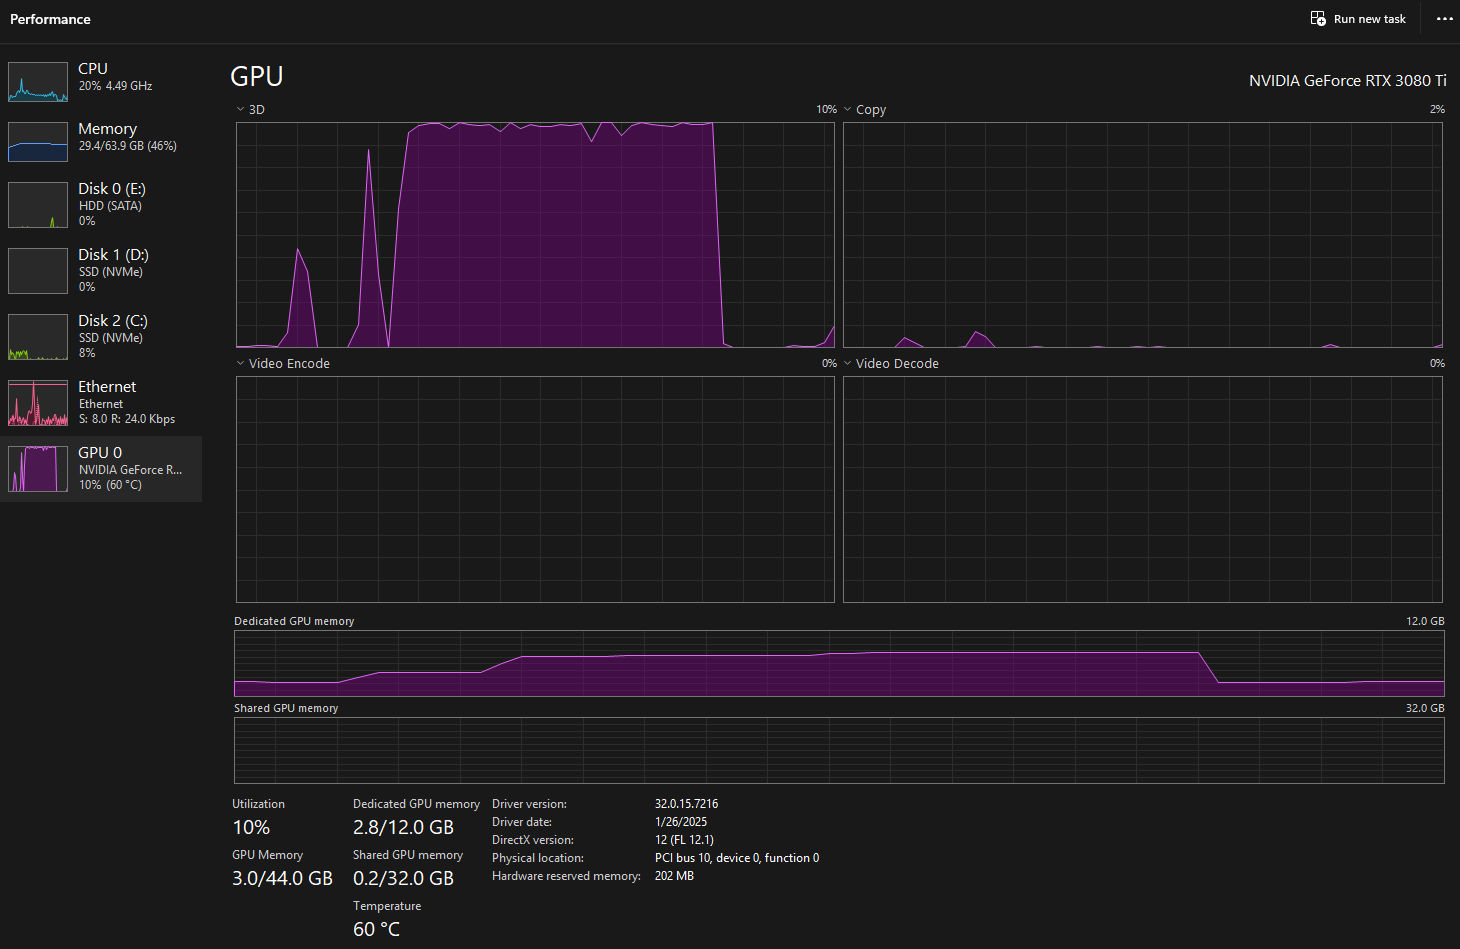 Performance
Run new task
CPU
20% 4.49 GHz
Memory
29.4/63.9 GB (46%)
Disk 0 (E:)
HDD (SATA)
0%
Disk 1 (D:)
SSD (NVMe)
0%
Disk 2 (C:)
SSD (NVMe)
8%
Ethernet
Ethernet
S: 8.0 R: 24.0 Kbps
GPU 0
NVIDIA GeForce R...
10% (60 °C)
GPU
NVIDIA GeForce RTX 3080 Ti
3D 10%
Copy 2%
Video Encode 0%
Video Decode 0%
Dedicated GPU memory 12.0 GB
Shared GPU memory 32.0 GB
Utilization
10%
Dedicated GPU memory
2.8/12.0 GB
GPU Memory
3.0/44.0 GB
Shared GPU memory
0.2/32.0 GB
Temperature
60 °C
Driver version: 32.0.15.7216
Driver date: 1/26/2025
DirectX version: 12 (FL 12.1)
Physical location: PCI bus 10, device 0, function 0
Hardware reserved memory: 202 MB